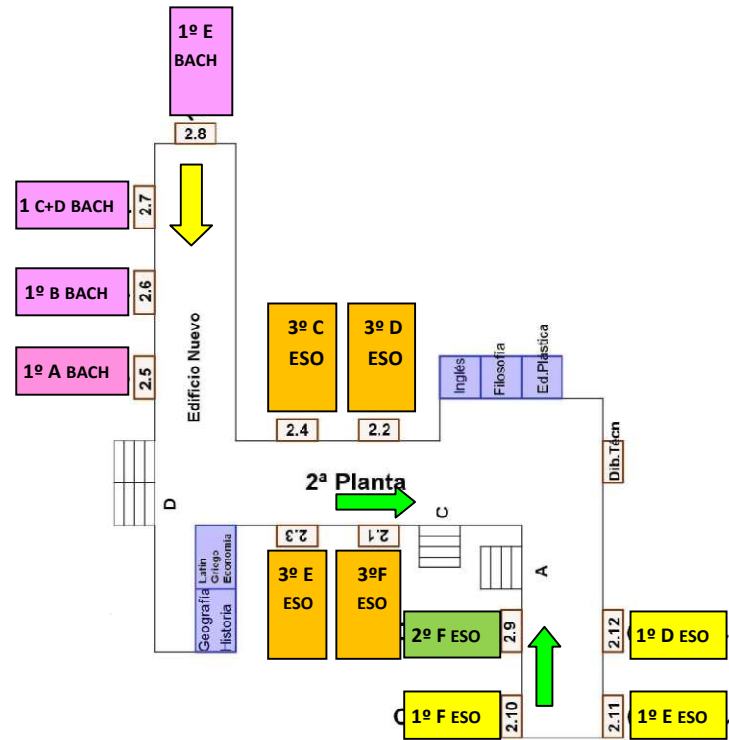 1º E
BACH
2.8
1 C+D BACH
2.7
1º B BACH
2.6
1º A BACH
2.5
Edificio Nuevo
3º C
ESO
3º D
ESO
Inglés
Filosofía
Ed.Plástica
2.4
2.2
Dib.Técn
2ª Planta
D
C
A
2.3
2.1
Latín
Griego
Economía
Geografía
Historia
3º E
ESO
3ºF
ESO
2º F ESO
2.9
2.12
1º D ESO
1º F ESO
2.10
2.11
1º E ESO